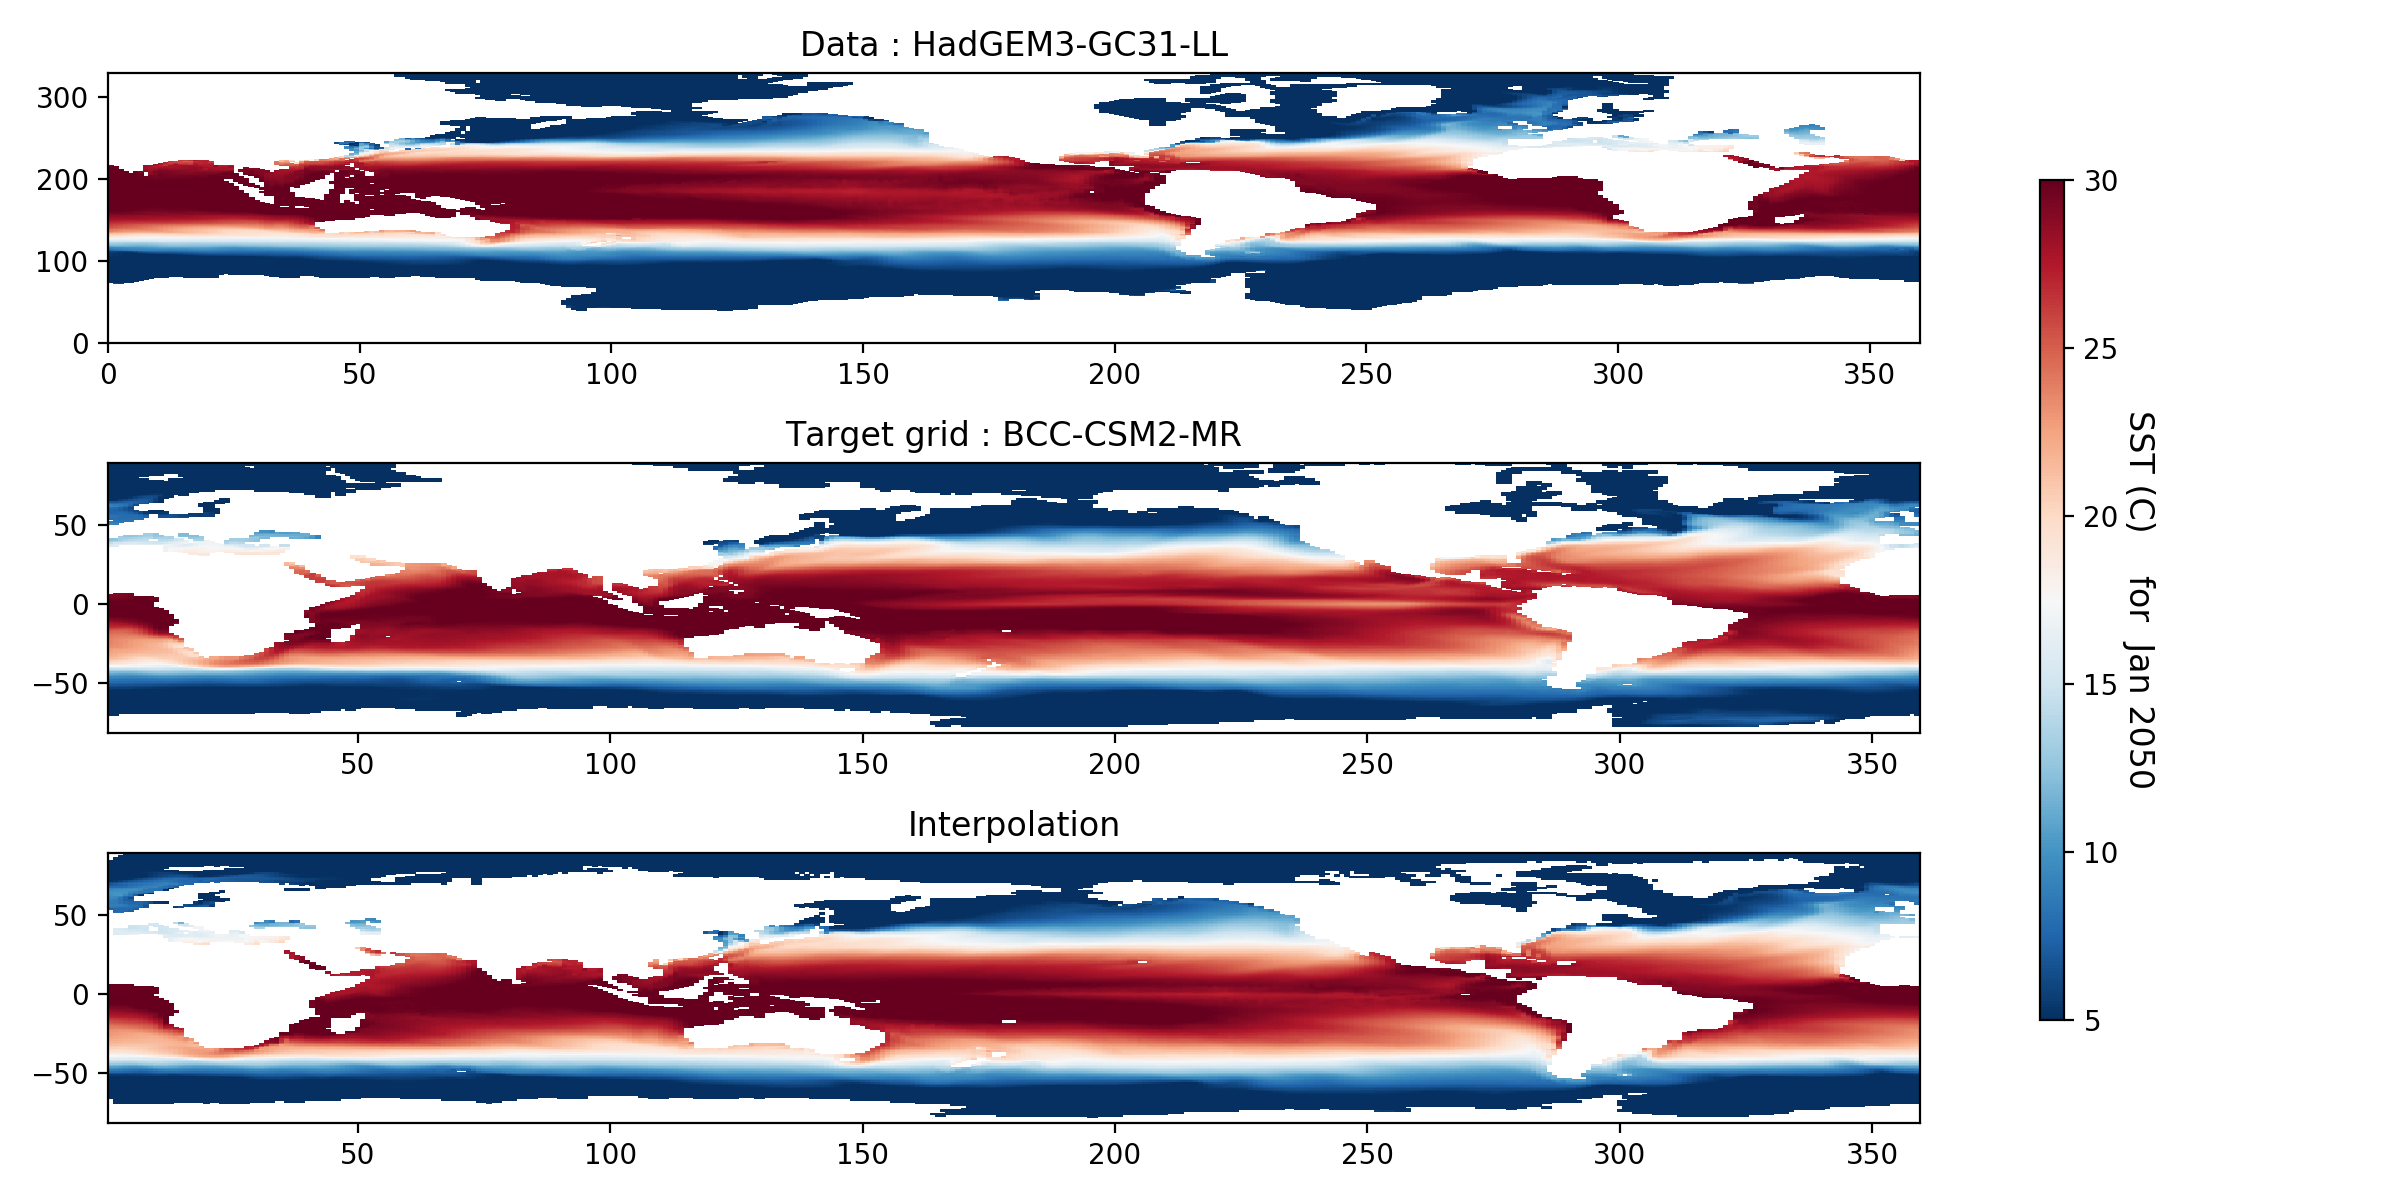 Data : HadGEM3-GC31-LL
300
200
100
0
0 50 100 150 200 250 300 350
Target grid : BCC-CSM2-MR
50
0
−50
50 100 150 200 250 300 350
Interpolation
50
0
−50
50 100 150 200 250 300 350
30
25
20
15
10
5
SST (C) for Jan 2050